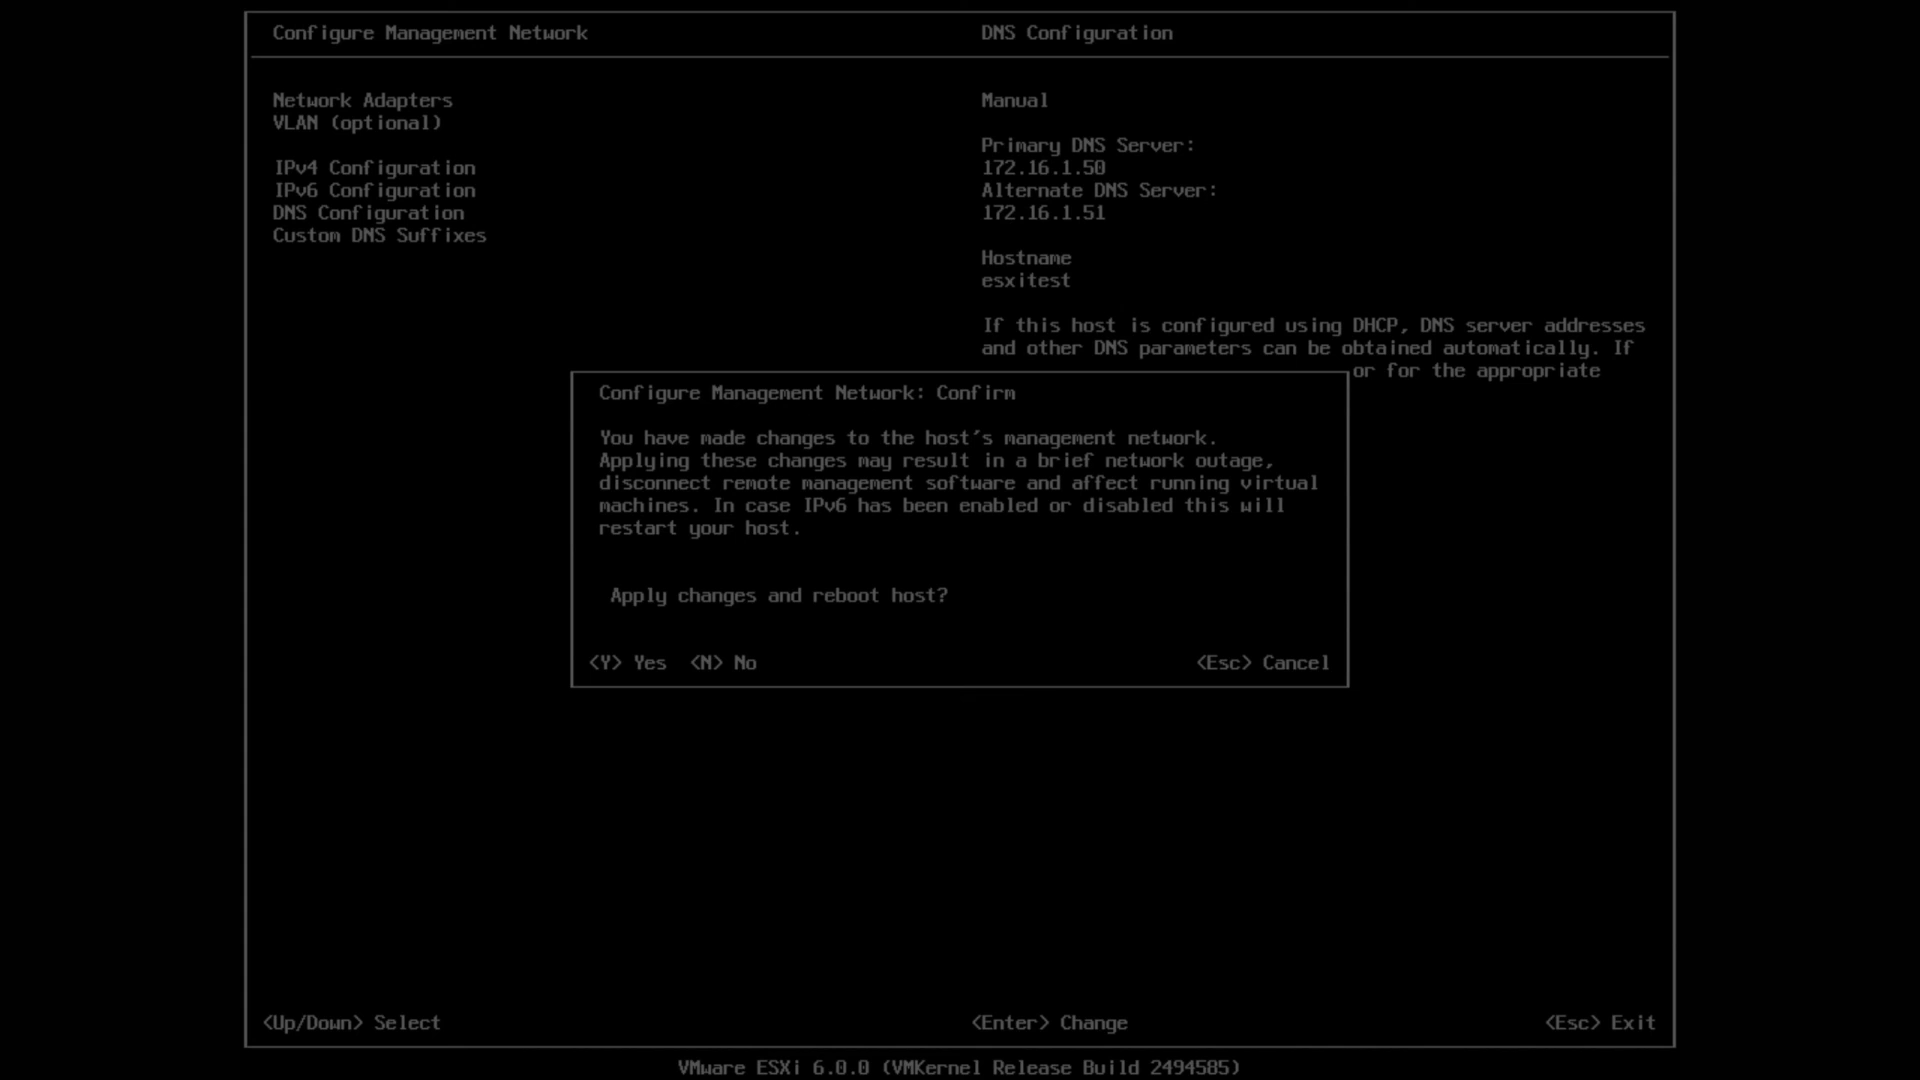 Configure Management Network
DNS Configuration
Network Adapters
VLAN (optional)
IPv4 Configuration
IPv6 Configuration
DNS Configuration
Custom DNS Suffixes
Manual
Primary DNS Server:
172.16.1.50
Alternate DNS Server:
172.16.1.51
Hostname
esxitest
If this host is configured using DHCP, DNS server addresses
and other DNS parameters can be obtained automatically. If
or for the appropriate
Configure Management Network: Confirm
You have made changes to the host's management network.
Applying these changes may result in a brief network outage,
disconnect remote management software and affect running virtual
machines. In case IPv6 has been enabled or disabled this will
restart your host.
Apply changes and reboot host?
<Y> Yes <N> No
<Esc> Cancel
<Up/Down> Select
<Enter> Change
<Esc> Exit
VMware ESXi 6.0.0 (VMKernel Release Build 2494585)